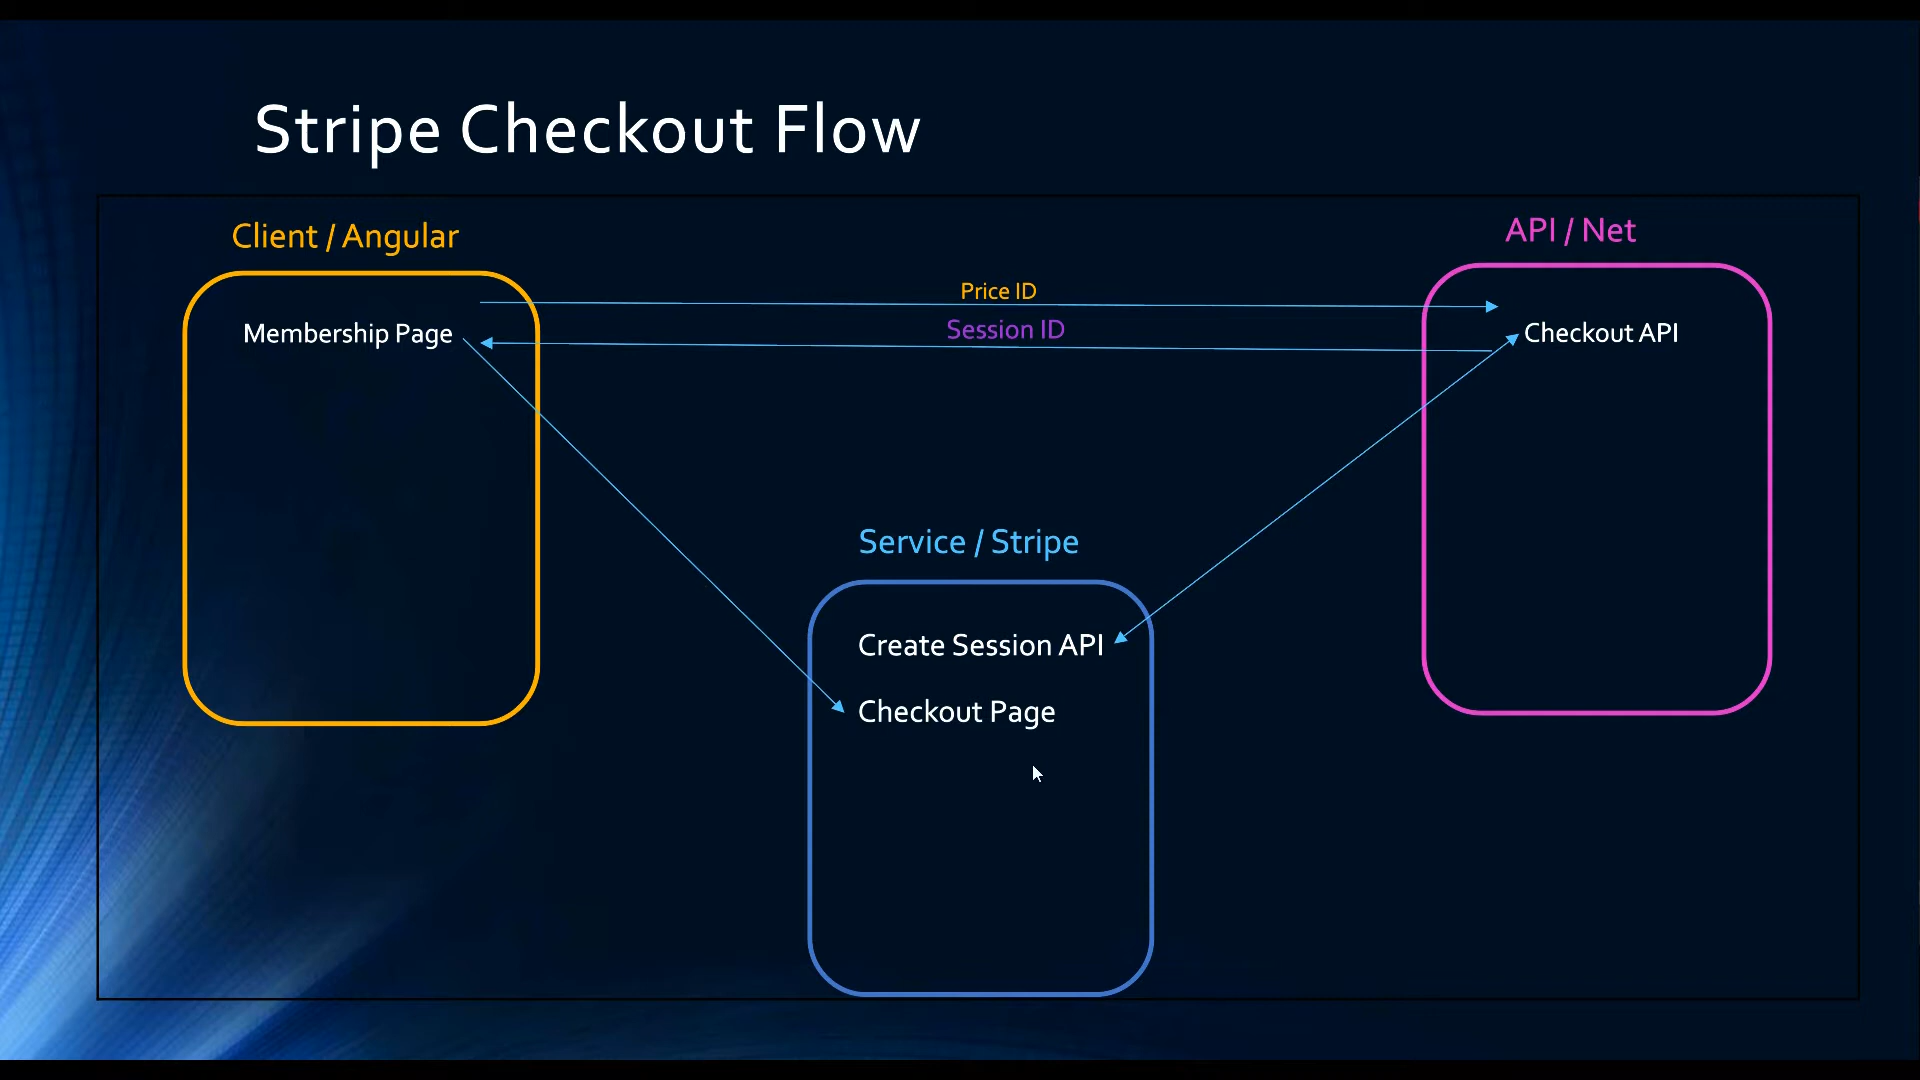 Stripe Checkout Flow
Client / Angular
API / Net
Price ID
Session ID
Membership Page
Checkout API
Service / Stripe
Create Session API
Checkout Page